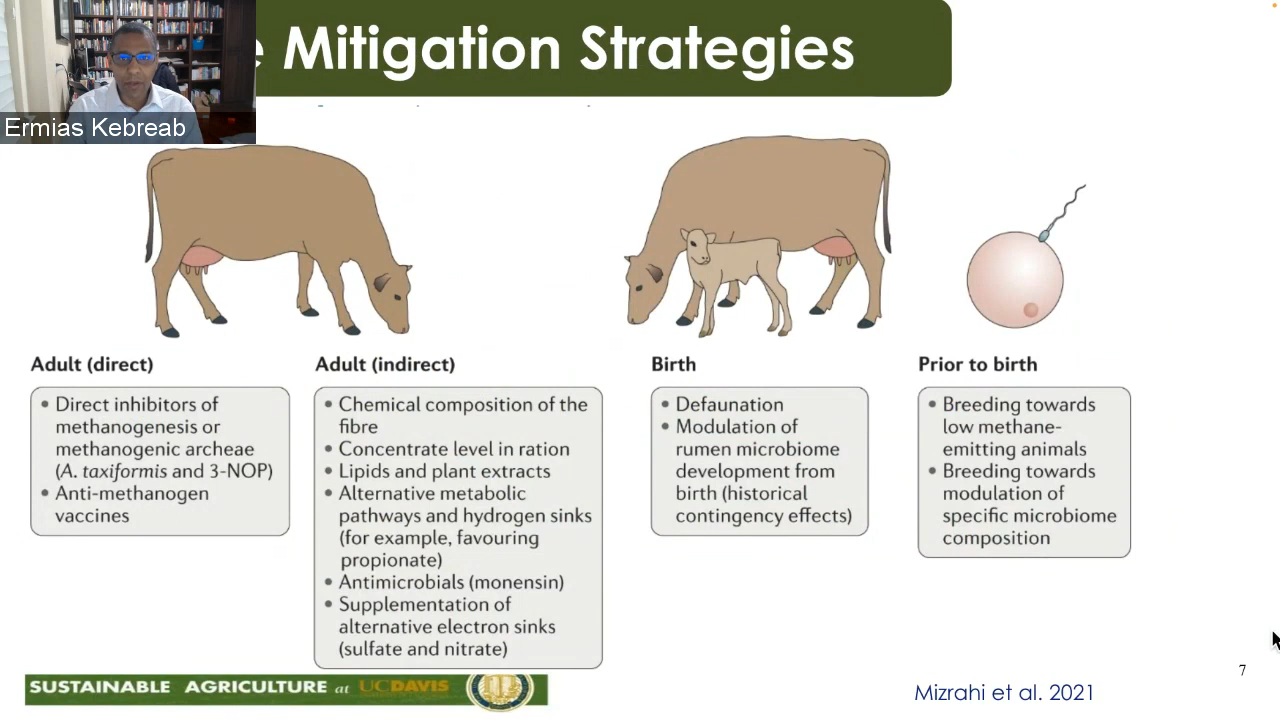 e Mitigation Strategies
Ermias Kebreab
Adult (direct)
• Direct inhibitors of
methanogenesis or
methanogenic archeae
(A. taxiformis and 3-NOP)
• Anti-methanogen
vaccines
Adult (indirect)
• Chemical composition of the
fibre
• Concentrate level in ration
• Lipids and plant extracts
• Alternative metabolic
pathways and hydrogen sinks
(for example, favouring
propionate)
• Antimicrobials (monensin)
• Supplementation of
alternative electron sinks
(sulfate and nitrate)
Birth
• Defaunation
• Modulation of
rumen microbiome
development from
birth (historical
contingency effects)
Prior to birth
• Breeding towards
low methane-
emitting animals
• Breeding towards
modulation of
specific microbiome
composition
SUSTAINABLE AGRICULTURE at UC DAVIS
Mizrahi et al. 2021
7